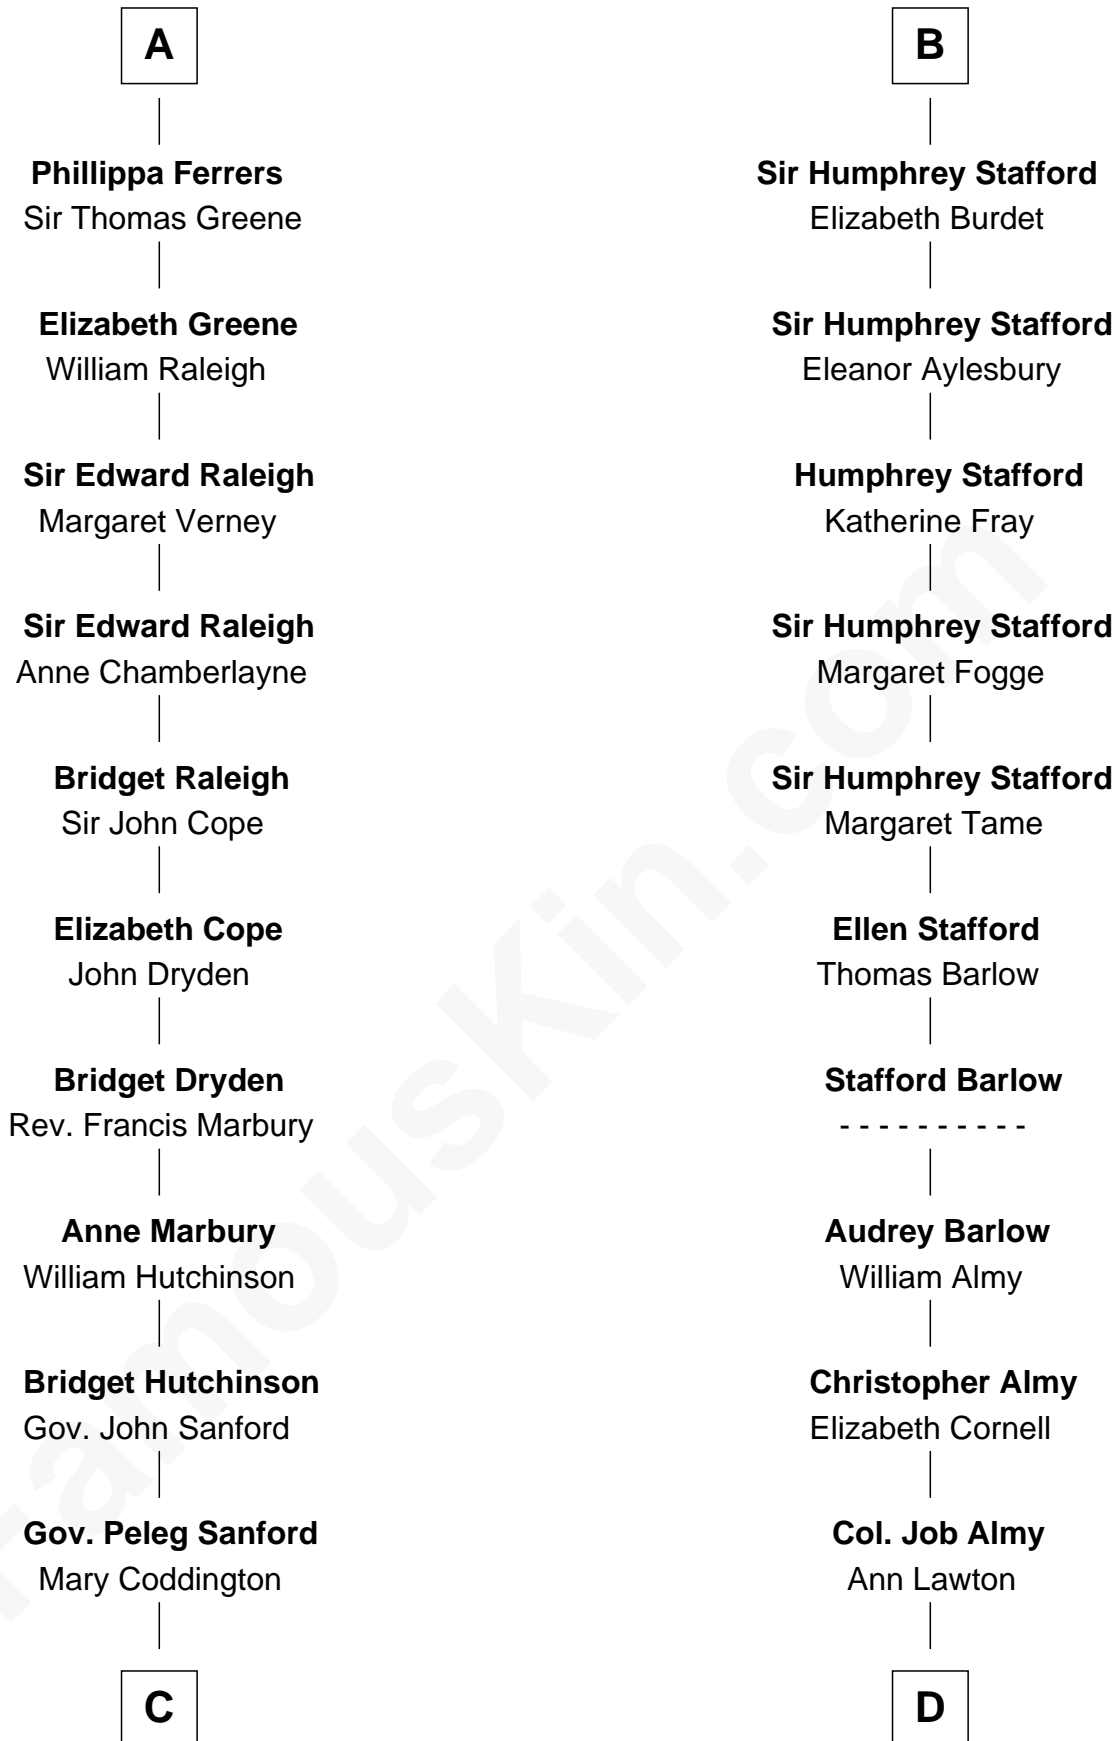 A
Phillippa Ferrers
Sir Thomas Greene
Elizabeth Greene
William Raleigh
Sir Edward Raleigh
Margaret Verney
Sir Edward Raleigh
Anne Chamberlayne
Bridget Raleigh
Sir John Cope
Elizabeth Cope
John Dryden
Bridget Dryden
Rev. Francis Marbury
Anne Marbury
William Hutchinson
Bridget Hutchinson
Gov. John Sanford
Gov. Peleg Sanford
Mary Coddington
C
B
Sir Humphrey Stafford
Elizabeth Burdet
Sir Humphrey Stafford
Eleanor Aylesbury
Humphrey Stafford
Katherine Fray
Sir Humphrey Stafford
Margaret Fogge
Sir Humphrey Stafford
Margaret Tame
Ellen Stafford
Thomas Barlow
Stafford Barlow
- - - - - - - - - -
Audrey Barlow
William Almy
Christopher Almy
Elizabeth Cornell
Col. Job Almy
Ann Lawton
D
FamousKin.com